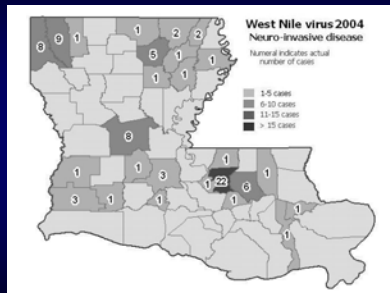 West Nile virus 2004
Neuro-invasive disease
Numeral indicates actual
number of cases
1-5 cases
6-10 cases
11-15 cases
> 15 cases
8 9 1 1 2 2
5 1 2 1
1 1
8
1 1 3 1
1 22 6 1
3 1 1 1 1
1
1